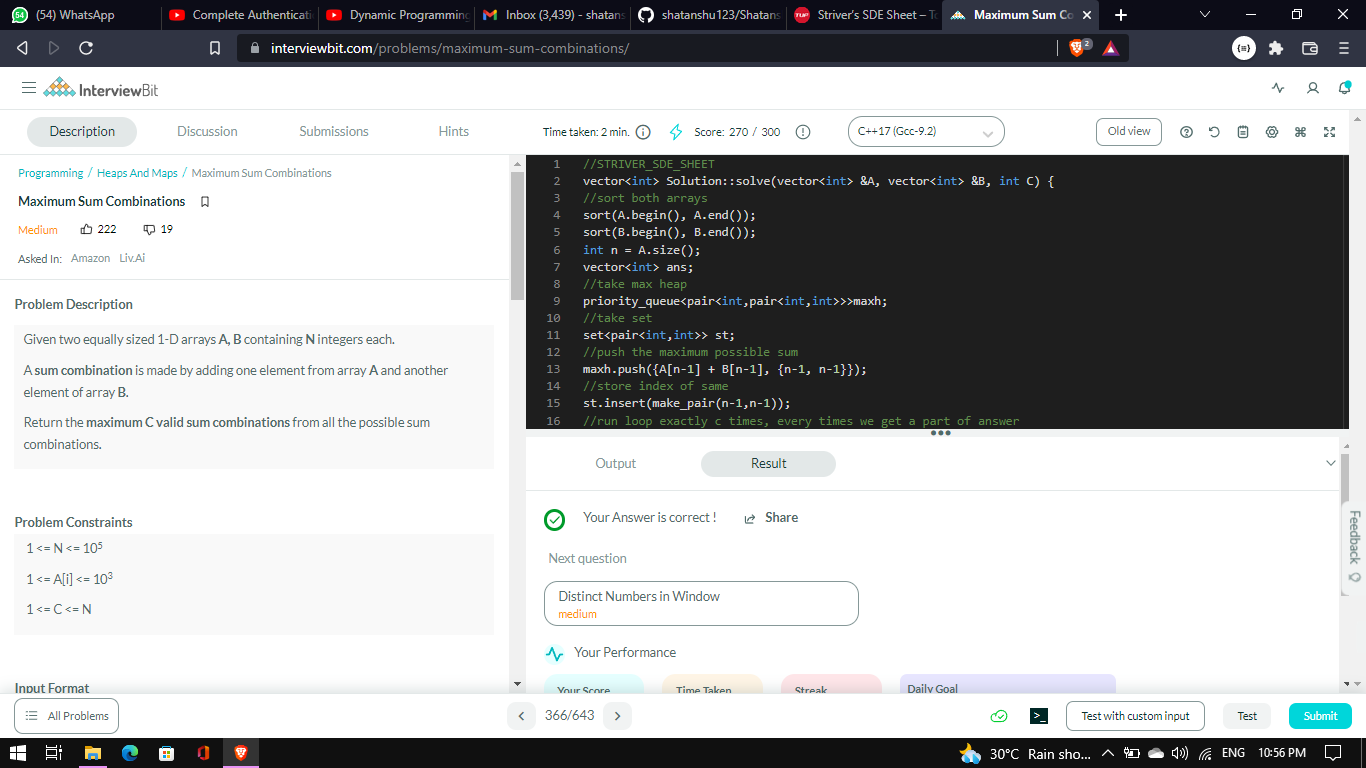 (54) WhatsApp
Complete Authenticati
Dynamic Programming
Inbox (3,439) - shatans
shatanshu123/Shatans
Striver's SDE Sheet – To
Maximum Sum Co
interviewbit.com/problems/maximum-sum-combinations/
2
InterviewBit
Description
Discussion
Submissions
Hints
Time taken: 2 min.
Score: 270 / 300
C++17 (Gcc-9.2)
Old view
Programming / Heaps And Maps / Maximum Sum Combinations
Maximum Sum Combinations
Medium
222
19
Asked In: Amazon Liv.Ai
Problem Description
Given two equally sized 1-D arrays A, B containing N integers each.
A sum combination is made by adding one element from array A and another
element of array B.
Return the maximum C valid sum combinations from all the possible sum
combinations.
Problem Constraints
1 <= N <= 10⁵
1 <= A[i] <= 10³
1 <= C <= N
Input Format
1 //STRIVER_SDE_SHEET
2 vector<int> Solution::solve(vector<int> &A, vector<int> &B, int C) {
3 //sort both arrays
4 sort(A.begin(), A.end());
5 sort(B.begin(), B.end());
6 int n = A.size();
7 vector<int> ans;
8 //take max heap
9 priority_queue<pair<int,pair<int,int>>>maxh;
10 //take set
11 set<pair<int,int>> st;
12 //push the maximum possible sum
13 maxh.push({A[n-1] + B[n-1], {n-1, n-1}});
14 //store index of same
15 st.insert(make_pair(n-1,n-1));
16 //run loop exactly c times, every times we get a part of answer
Output
Result
Your Answer is correct !
Share
Next question
Distinct Numbers in Window
medium
Your Performance
Your Score
Time Taken
Streak
Daily Goal
Feedback
All Problems
366/643
Test with custom input
Test
Submit
30°C Rain sho...
ENG
10:56 PM